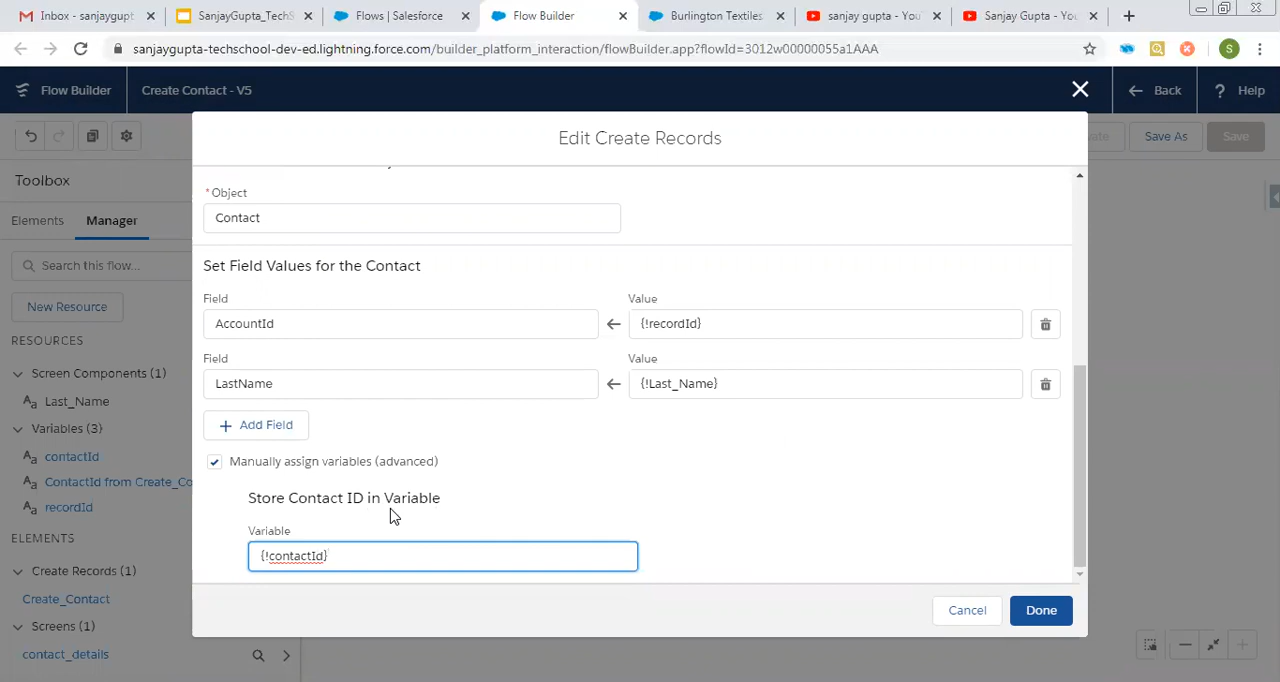 Inbox - sanjaygupt
SanjayGupta_TechS
Flows | Salesforce
Flow Builder
Burlington Textiles
sanjay gupta - You
Sanjay Gupta - You
sanjaygupta-techschool-dev-ed.lightning.force.com/builder_platform_interaction/flowBuilder.app?flowId=3012w00000055a1AAA
S
Flow Builder
Create Contact - V5
Back
? Help
Edit Create Records
Save As
Save
Toolbox
Elements
Manager
Search this flow...
New Resource
RESOURCES
Screen Components (1)
Last_Name
Variables (3)
contactId
ContactId from Create_Co
recordId
ELEMENTS
Create Records (1)
Create_Contact
Screens (1)
contact_details
* Object
Contact
Set Field Values for the Contact
Field
Value
AccountId
{!recordId}
Field
Value
LastName
{!Last_Name}
+ Add Field
Manually assign variables (advanced)
Store Contact ID in Variable
Variable
{!contactId}
Cancel
Done